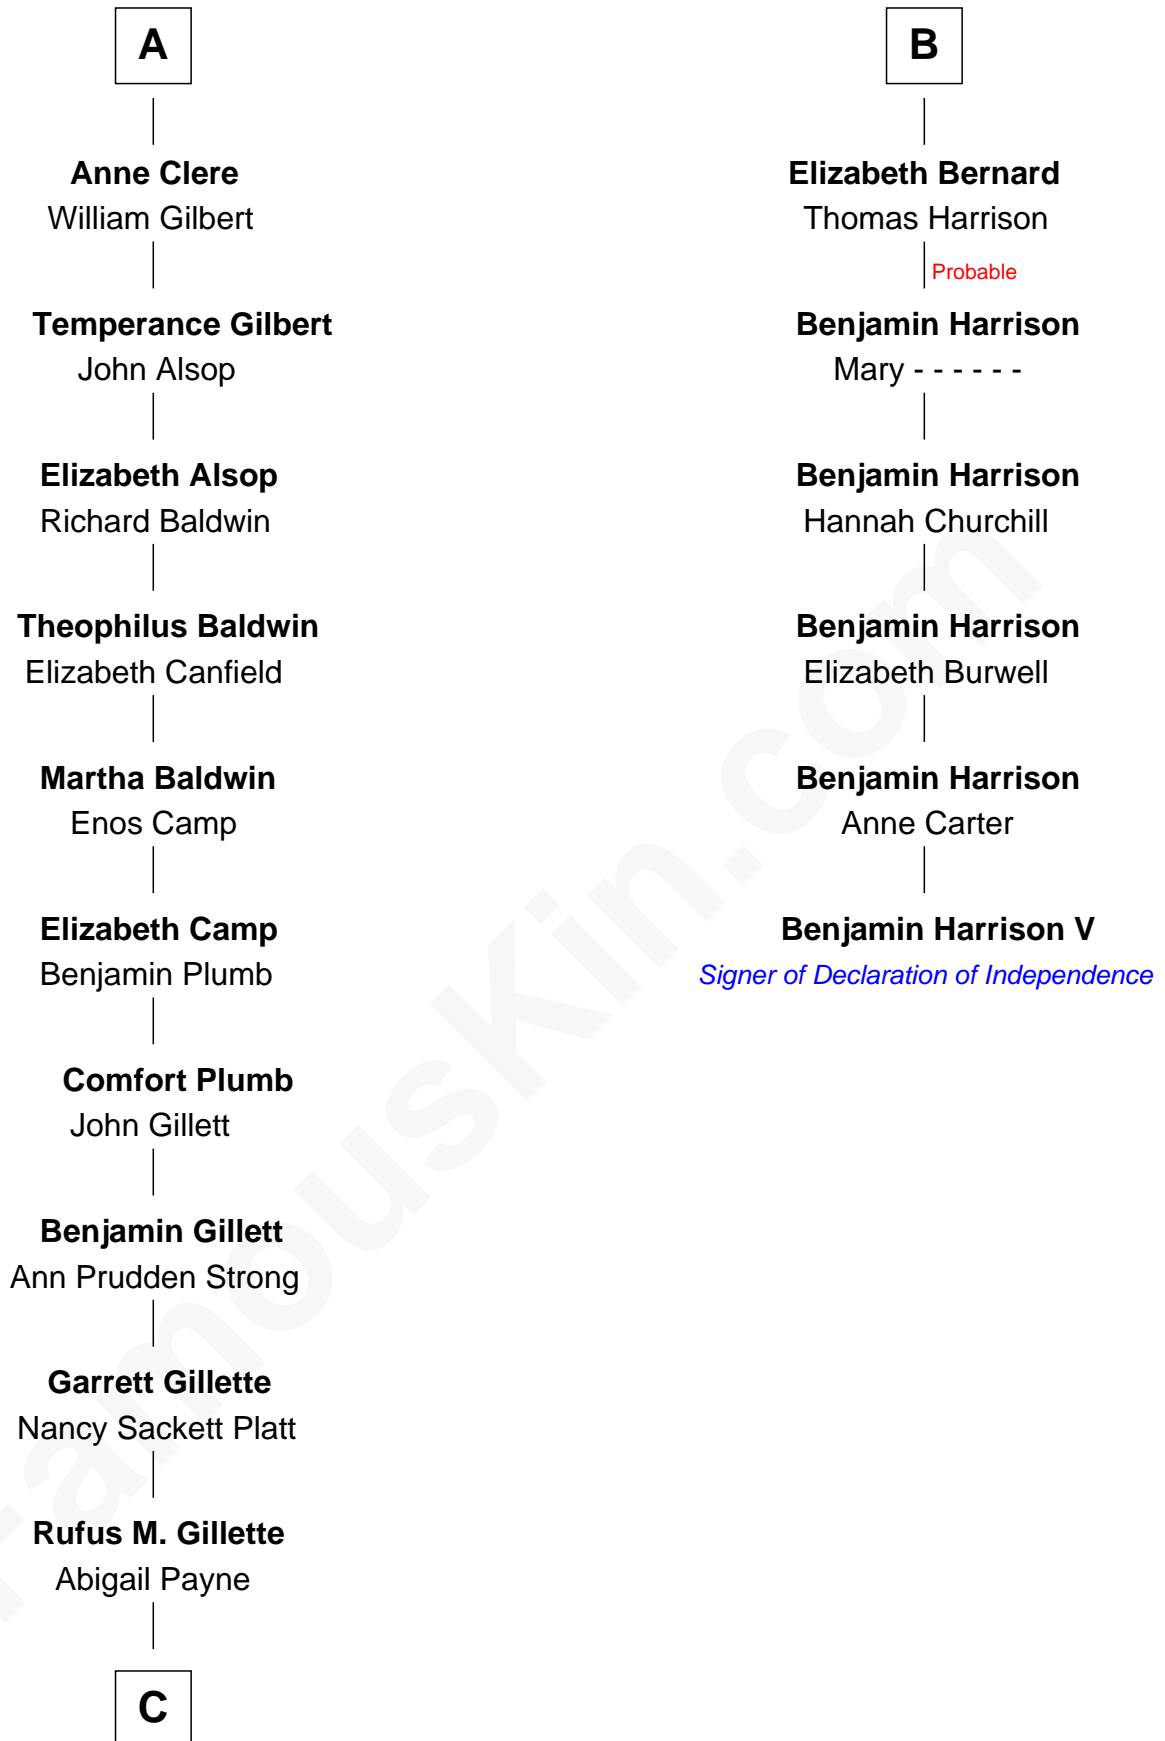 A
Anne Clere
William Gilbert
Temperance Gilbert
John Alsop
Elizabeth Alsop
Richard Baldwin
Theophilus Baldwin
Elizabeth Canfield
Martha Baldwin
Enos Camp
Elizabeth Camp
Benjamin Plumb
Comfort Plumb
John Gillett
Benjamin Gillett
Ann Prudden Strong
Garrett Gillette
Nancy Sackett Platt
Rufus M. Gillette
Abigail Payne
C
B
Elizabeth Bernard
Thomas Harrison
Probable
Benjamin Harrison
Mary - - - - - -
Benjamin Harrison
Hannah Churchill
Benjamin Harrison
Elizabeth Burwell
Benjamin Harrison
Anne Carter
Benjamin Harrison V
Signer of Declaration of Independence
FamousKin.com